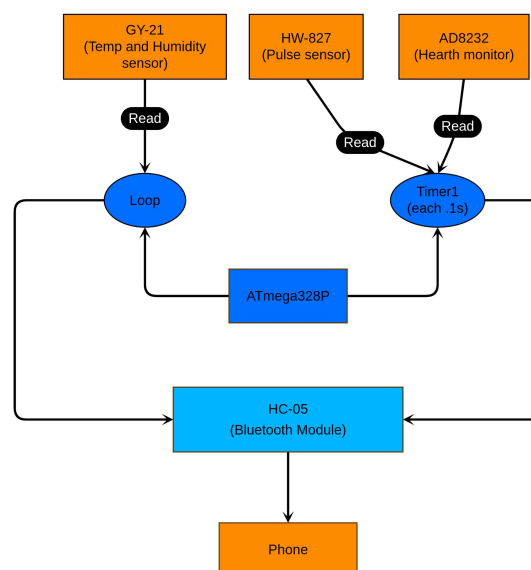 GY-21
(Temp and Humidity
sensor)
HW-827
(Pulse sensor)
AD8232
(Hearth monitor)
Read
Read
Read
Loop
Timer1
(each .1s)
ATmega328P
HC-05
(Bluetooth Module)
Phone